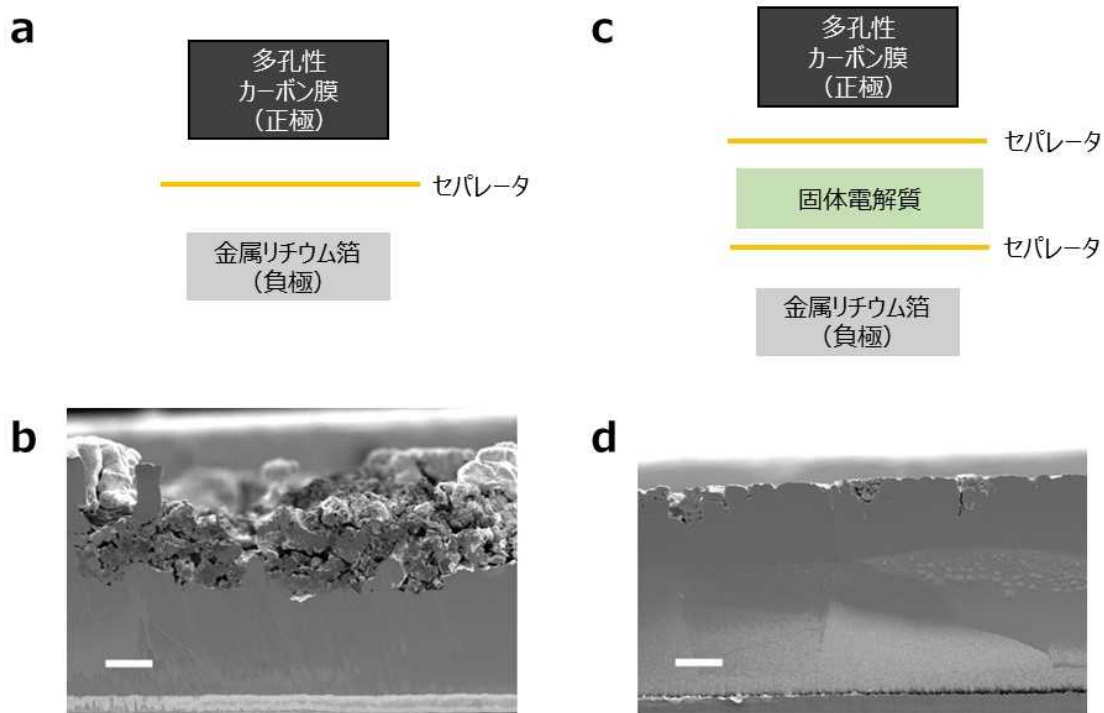 a
多孔性
カーボン膜
(正極)
セパレータ
金属リチウム箔
(負極)
c
多孔性
カーボン膜
(正極)
セパレータ
固体電解質
セパレータ
金属リチウム箔
(負極)
b
d